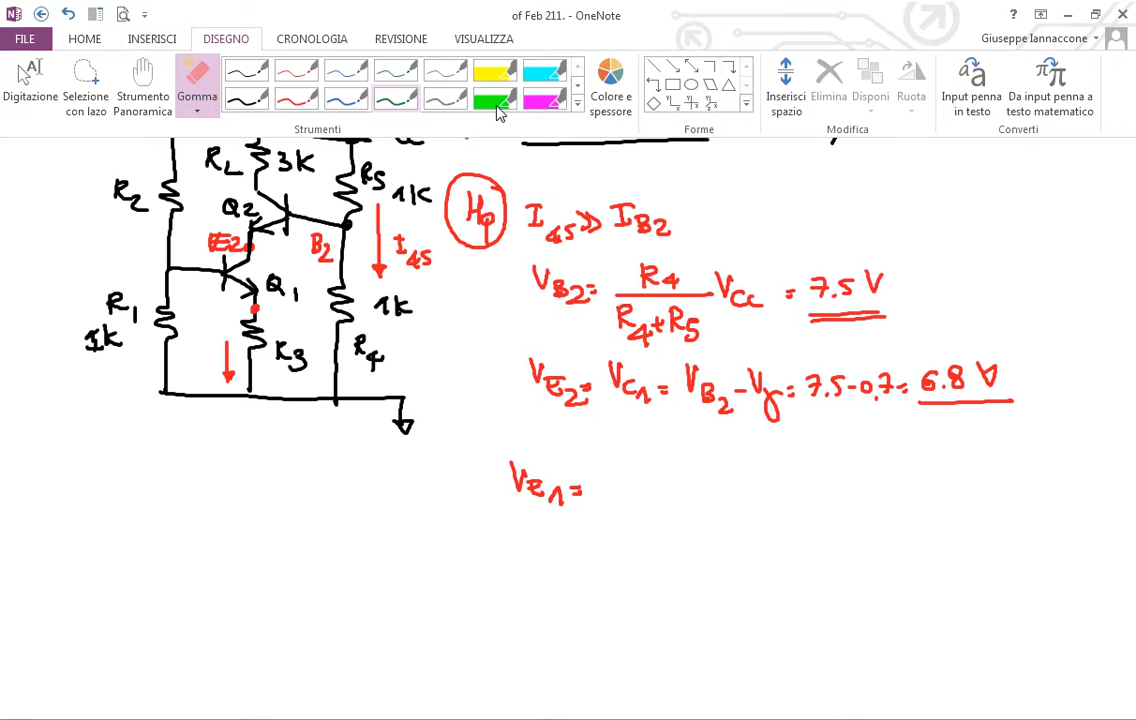 of Feb 211. - OneNote
Giuseppe Iannaccone
FILE HOME INSERISCI DISEGNO CRONOLOGIA REVISIONE VISUALIZZA
Digitazione
Selezione con lazo
Strumento Panoramica
Gomma
Colore e spessore
Inserisci spazio
Elimina
Disponi
Ruota
Input penna in testo
Da input penna a testo matematico
Strumenti
Forme
Modifica
Converti
RL 3K
R5 1K
R2
Q2
E2
B2
I45
Q1
R1 1K
R3
1K
R4
Hp I45 >> IB2
VB2 = R4 / (R4+R5) VCC = 7.5 V
VE2 = VC1 = VB2 - Vγ = 7.5 - 0.7 = 6.8 V
VE1 =